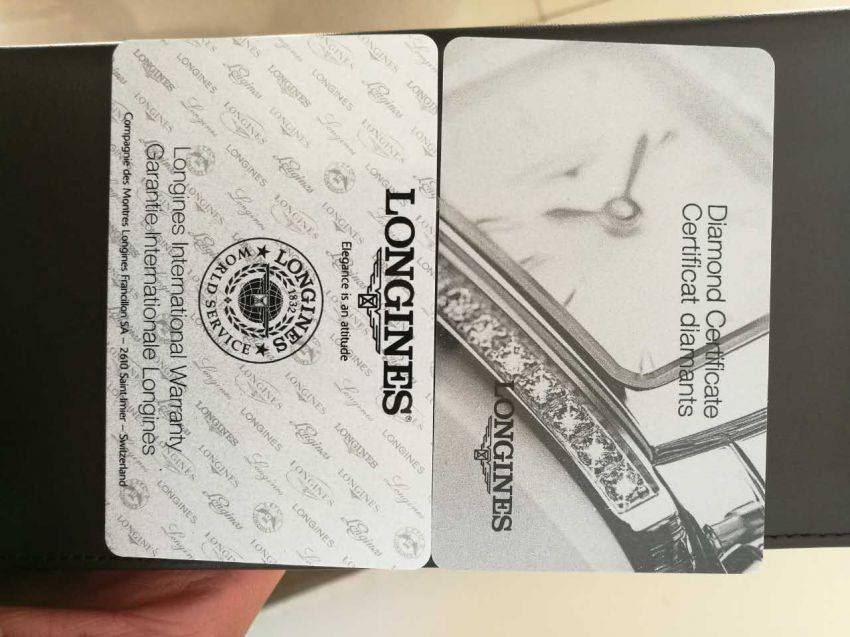 LONGINES®
Elegance is an attitude
LONGINES
1832
WORLD SERVICE
Longines International Warranty
Garantie Internationale Longines
Compagnie des Montres Longines Francillon SA – 2610 Saint-Imier – Switzerland
Diamond Certificate
Certificat diamants
LONGINES